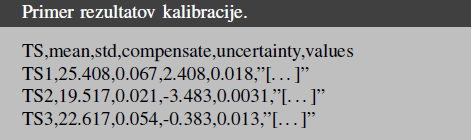 Primer rezultatov kalibracije.
TS,mean,std,compensate,uncertainty,values
TS1,25.408,0.067,2.408,0.018,”[...]”
TS2,19.517,0.021,-3.483,0.0031,”[...]”
TS3,22.617,0.054,-0.383,0.013,”[...]”